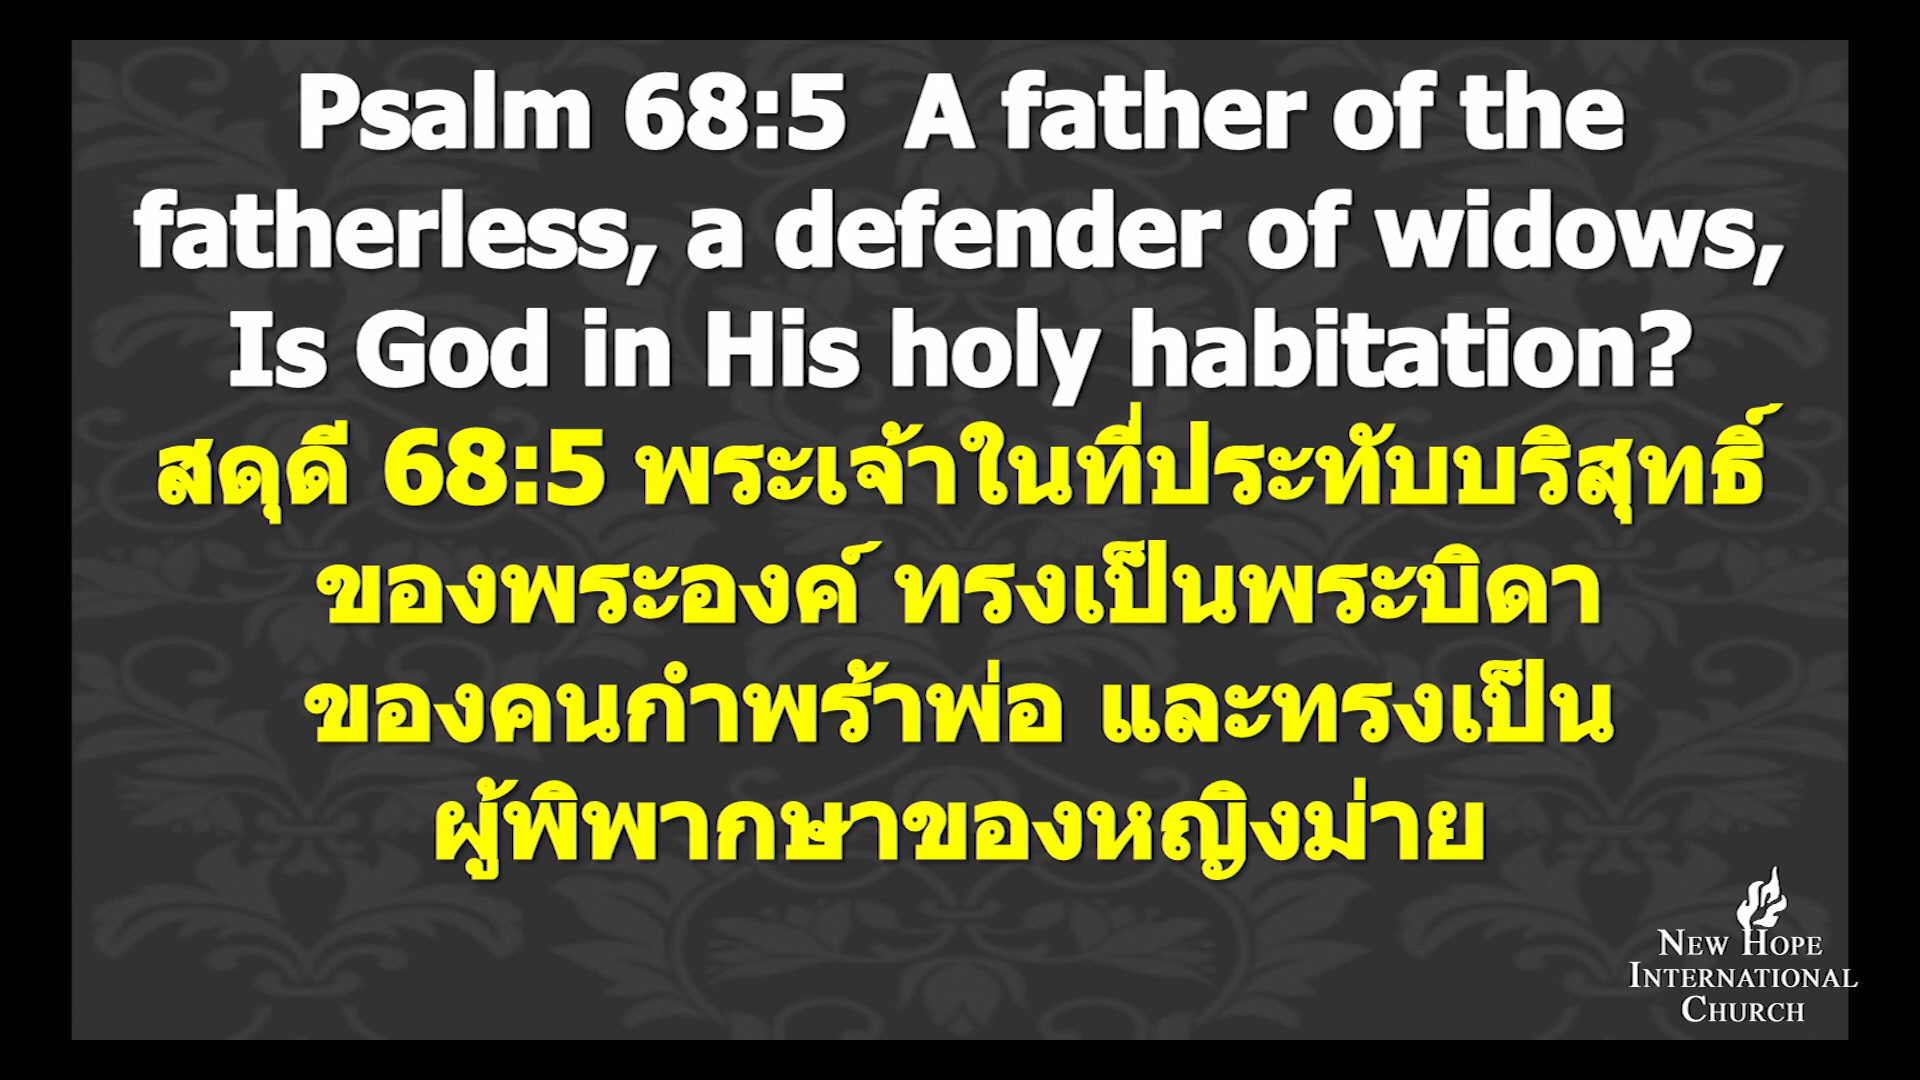 Psalm 68:5  A father of the
fatherless, a defender of widows,
Is God in His holy habitation?
สดุดี 68:5 พระเจ้าในที่ประทับบริสุทธิ์
ของพระองค์ ทรงเป็นพระบิดา
ของคนกำพร้าพ่อ และทรงเป็น
ผู้พิพากษาของหญิงม่าย
NEW HOPE
INTERNATIONAL
CHURCH